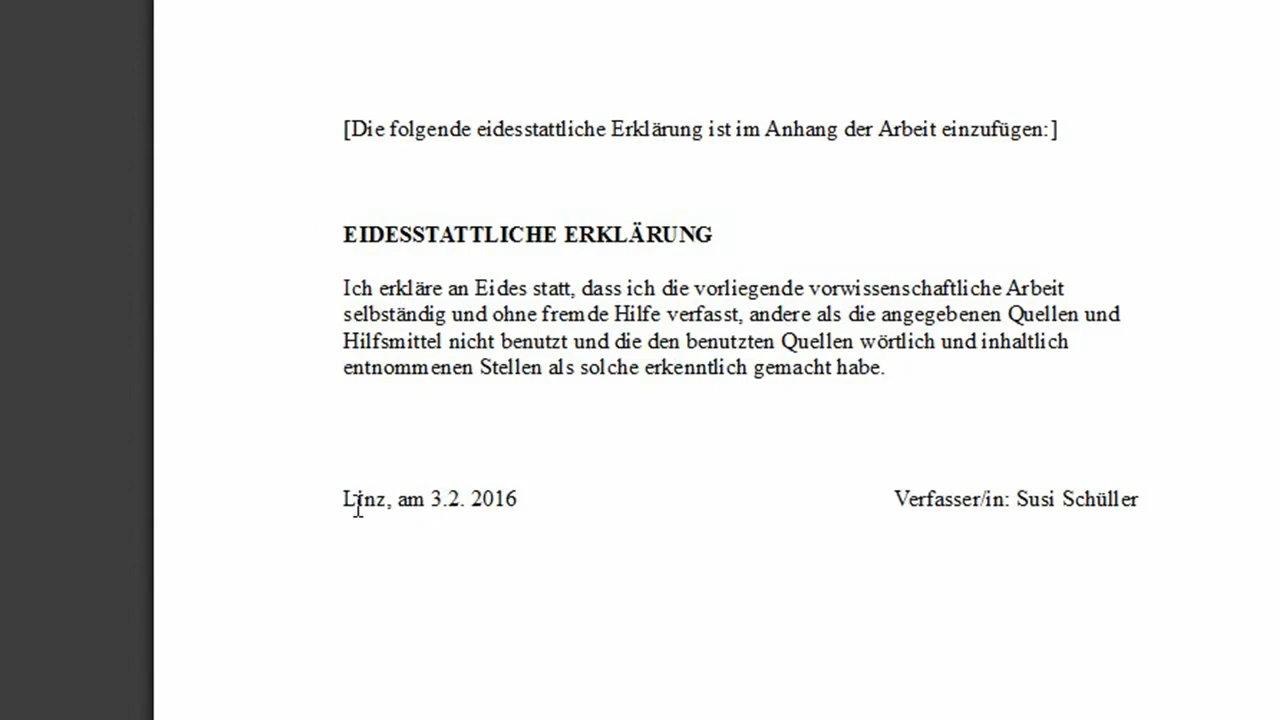 [Die folgende eidesstattliche Erklärung ist im Anhang der Arbeit einzufügen:]
EIDESSTATTLICHE ERKLÄRUNG
Ich erkläre an Eides statt, dass ich die vorliegende vorwissenschaftliche Arbeit
selbständig und ohne fremde Hilfe verfasst, andere als die angegebenen Quellen und
Hilfsmittel nicht benutzt und die den benutzten Quellen wörtlich und inhaltlich
entnommenen Stellen als solche erkenntlich gemacht habe.
Linz, am 3.2. 2016 Verfasser/in: Susi Schüller